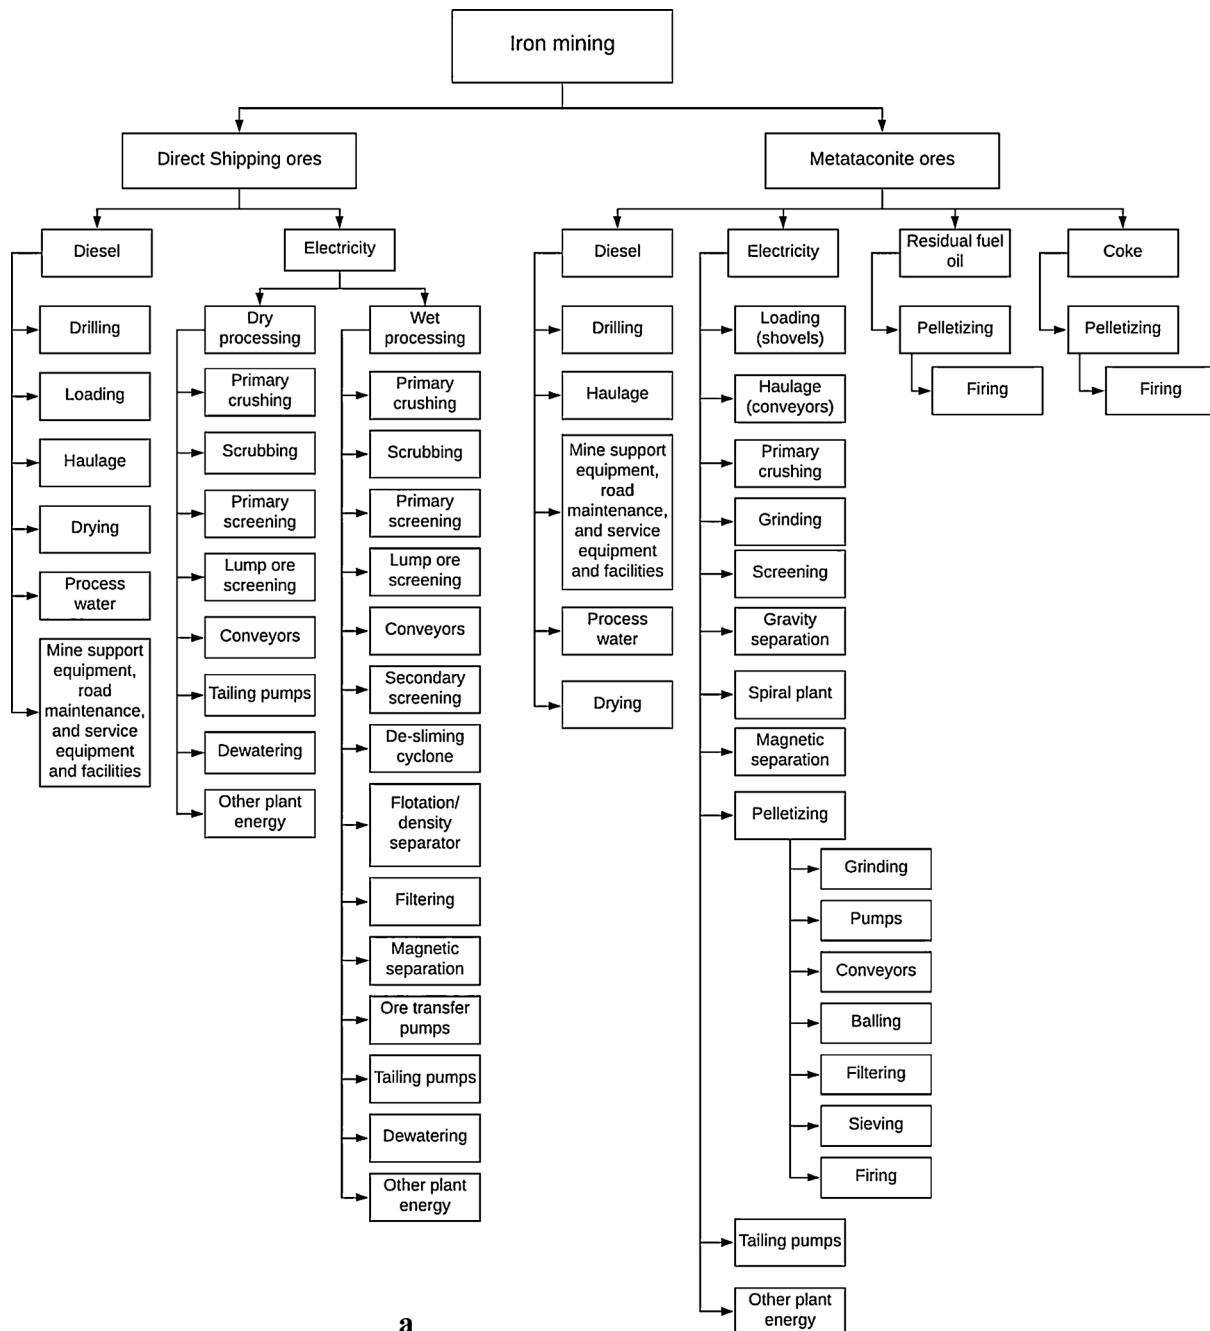 Iron mining
Direct Shipping ores
Metataconite ores
Diesel
Electricity
Diesel
Electricity
Residual fuel
oil
Coke
Drilling
Loading
Haulage
Drying
Process
water
Mine support
equipment,
road
maintenance,
and service
equipment
and facilities
Dry
processing
Primary
crushing
Scrubbing
Primary
screening
Lump ore
screening
Conveyors
Tailing pumps
Dewatering
Other plant
energy
Wet
processing
Primary
crushing
Scrubbing
Primary
screening
Lump ore
screening
Conveyors
Secondary
screening
De-sliming
cyclone
Flotation/
density
separator
Filtering
Magnetic
separation
Ore transfer
pumps
Tailing pumps
Dewatering
Other plant
energy
Drilling
Haulage
Mine support
equipment,
road
maintenance,
and service
equipment
and facilities
Process
water
Drying
Loading
(shovels)
Haulage
(conveyors)
Primary
crushing
Grinding
Screening
Gravity
separation
Spiral plant
Magnetic
separation
Pelletizing
Grinding
Pumps
Conveyors
Balling
Filtering
Sieving
Firing
Tailing pumps
Other plant
energy
Pelletizing
Firing
Pelletizing
Firing
a